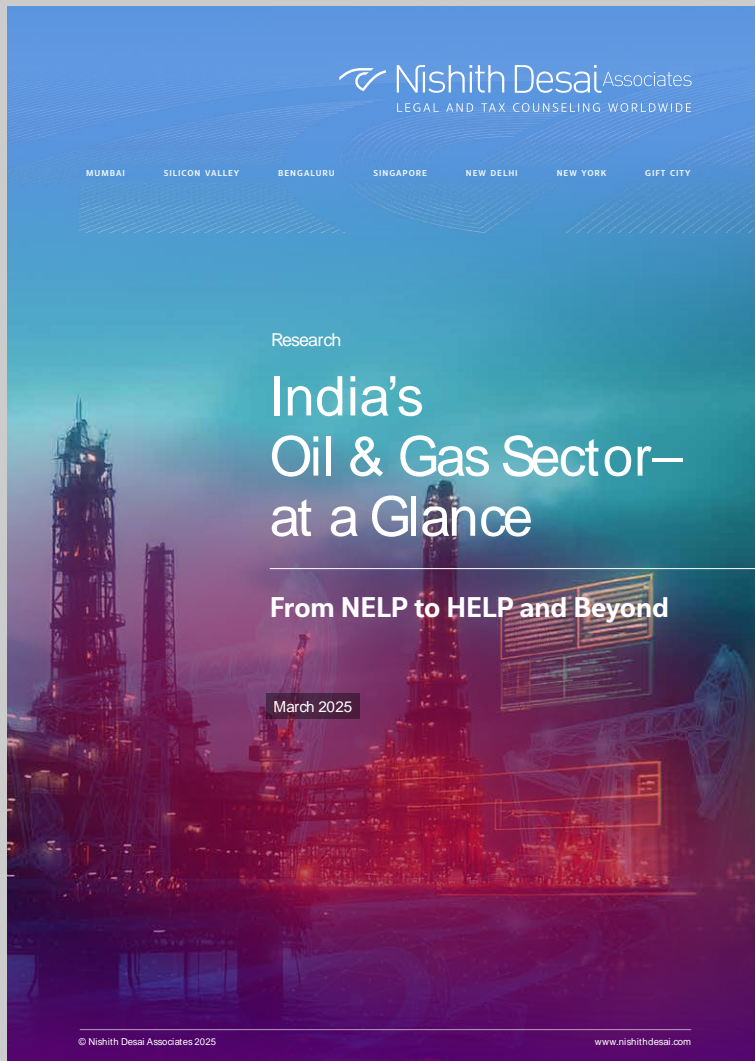 Nishith Desai Associates
LEGAL AND TAX COUNSELING WORLDWIDE
MUMBAI SILICON VALLEY BENGALURU SINGAPORE NEW DELHI NEW YORK GIFT CITY
Research
India’s
Oil & Gas Sector–
at a Glance
From NELP to HELP and Beyond
March 2025
© Nishith Desai Associates 2025 www.nishithdesai.com